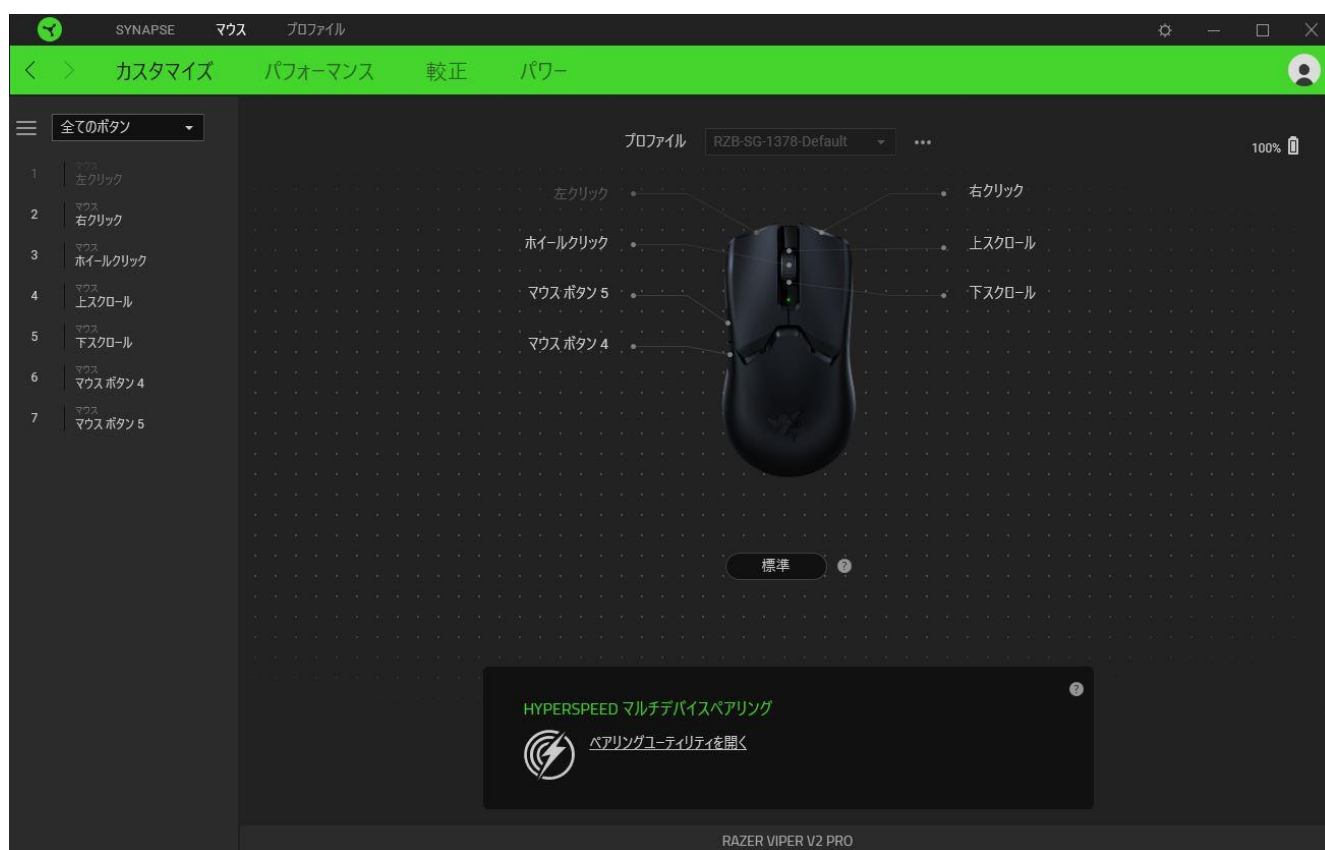 SYNAPSE マウス プロファイル
カスタマイズ パフォーマンス 較正 パワー
全てのボタン
プロファイル RZB-SG-1378-Default
100%
1 マウス
左クリック
2 マウス
右クリック
3 マウス
ホイールクリック
4 マウス
上スクロール
5 マウス
下スクロール
6 マウス
マウス ボタン 4
7 マウス
マウス ボタン 5
左クリック 右クリック
ホイールクリック 上スクロール
マウス ボタン 5 下スクロール
マウス ボタン 4
標準 ?
?
HYPERSPEED マルチデバイスペアリング
ペアリングユーティリティを開く
RAZER VIPER V2 PRO